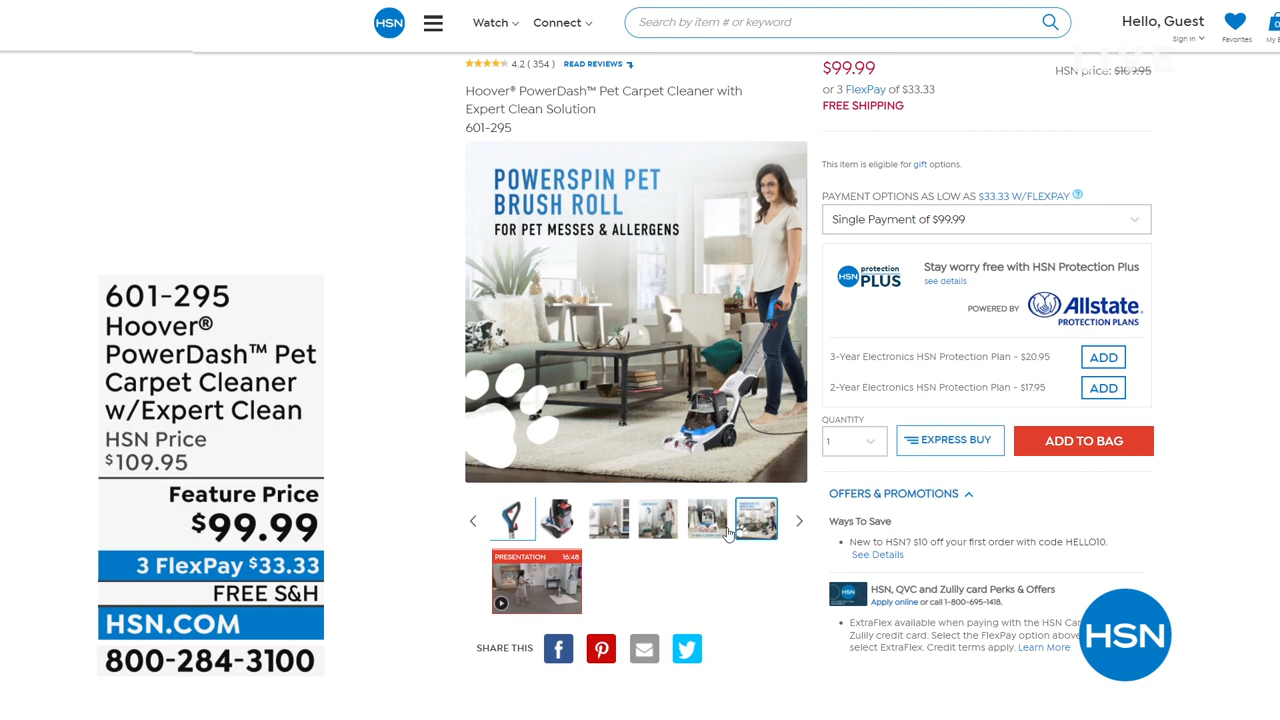 HSN
Watch
Connect
Search by item # or keyword
Hello, Guest
Sign In
Favorites
LIVE
4.2 ( 354 )
READ REVIEWS
Hoover® PowerDash™ Pet Carpet Cleaner with
Expert Clean Solution
601-295
$99.99
HSN price: $109.95
or 3 FlexPay of $33.33
FREE SHIPPING
This item is eligible for gift options.
PAYMENT OPTIONS AS LOW AS $33.33 W/FLEXPAY ?
Single Payment of $99.99
HSN protection PLUS
Stay worry free with HSN Protection Plus
see details
POWERED BY Allstate.
PROTECTION PLANS
3-Year Electronics HSN Protection Plan - $20.95
ADD
2-Year Electronics HSN Protection Plan - $17.95
ADD
QUANTITY
1
EXPRESS BUY
ADD TO BAG
OFFERS & PROMOTIONS
Ways To Save
• New to HSN? $10 off your first order with code HELLO10.
See Details
HSN
HSN, QVC and Zulily card Perks & Offers
Apply online or call 1-800-695-1418.
• ExtraFlex available when paying with the HSN Car
Zulily credit card. Select the FlexPay option above
select ExtraFlex. Credit terms apply. Learn More
POWERSPIN PET
BRUSH ROLL
FOR PET MESSES & ALLERGENS
PRESENTATION 16:48
SHARE THIS
601-295
Hoover®
PowerDash™ Pet
Carpet Cleaner
w/Expert Clean
HSN Price
$109.95
Feature Price
$99.99
3 FlexPay $33.33
FREE S&H
HSN.COM
800-284-3100
HSN